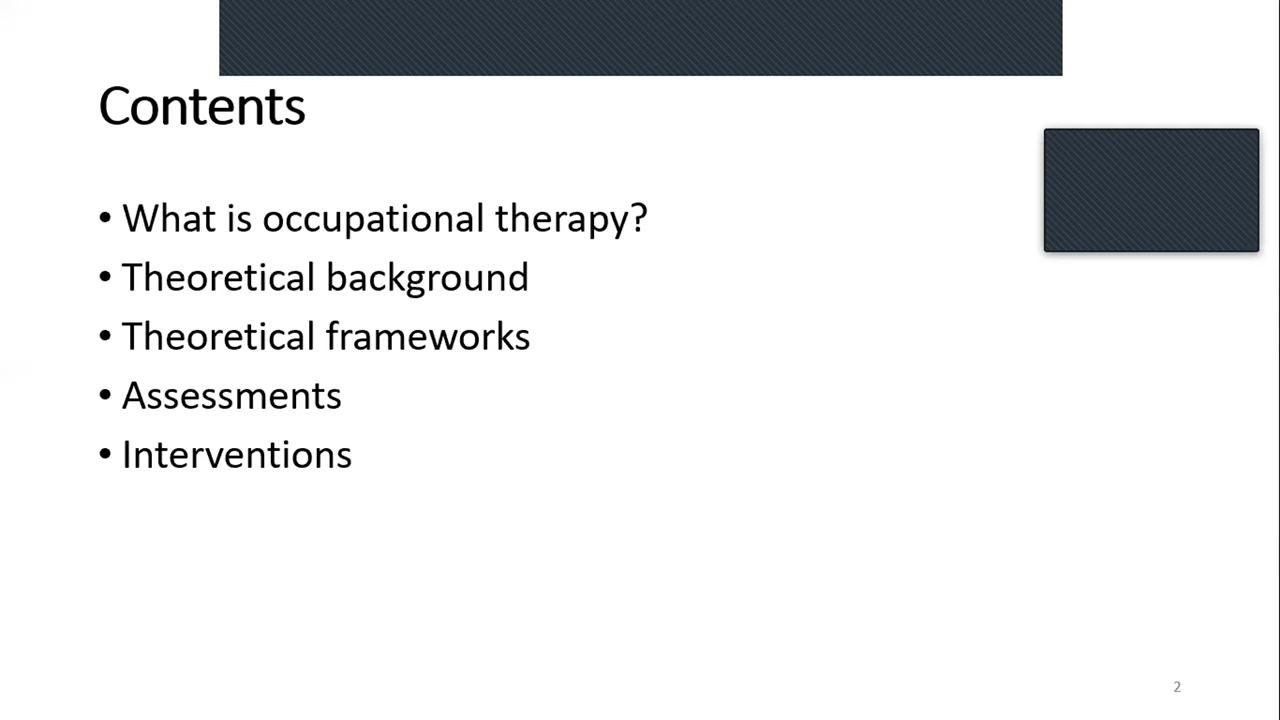 Contents
• What is occupational therapy?
• Theoretical background
• Theoretical frameworks
• Assessments
• Interventions
2